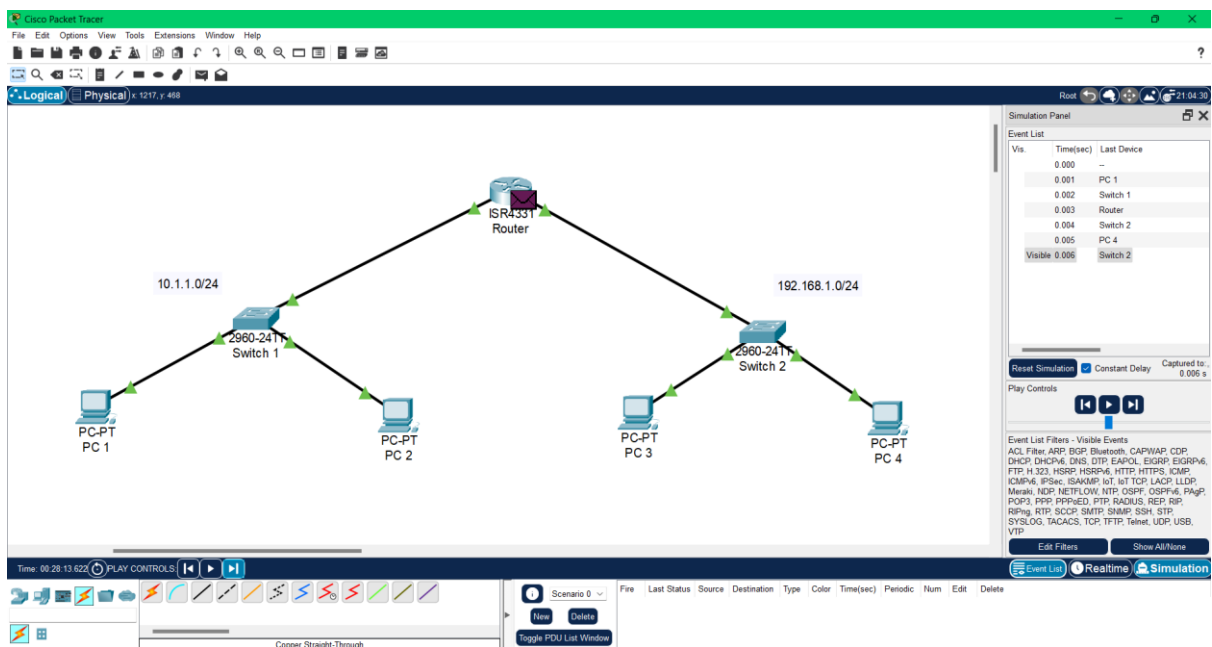 Cisco Packet Tracer
File Edit Options View Tools Extensions Window Help
?
Logical Physical x: 1217, y: 468
Root 21:04:30
Simulation Panel
Event List
Vis. Time(sec) Last Device
0.000 --
0.001 PC 1
0.002 Switch 1
0.003 Router
0.004 Switch 2
0.005 PC 4
Visible 0.006 Switch 2
Reset Simulation Constant Delay Captured to:
0.006 s
Play Controls
Event List Filters - Visible Events
ACL Filter, ARP, BGP, Bluetooth, CAPWAP, CDP,
DHCP, DHCPv6, DNS, DTP, EAPOL, EIGRP, EIGRPv6,
FTP, H.323, HSRP, HSRPv6, HTTP, HTTPS, ICMP,
ICMPv6, IPSec, ISAKMP, IoT, IoT TCP, LACP, LLDP,
Meraki, NDP, NETFLOW, NTP, OSPF, OSPFv6, PAgP,
POP3, PPP, PPPoED, PTP, RADIUS, REP, RIP,
RIPng, RTP, SCCP, SMTP, SNMP, SSH, STP,
SYSLOG, TACACS, TCP, TFTP, Telnet, UDP, USB,
VTP
Edit Filters Show All/None
Event List Realtime Simulation
ISR4331
Router
10.1.1.0/24
192.168.1.0/24
2960-24TT
Switch 1
2960-24TT
Switch 2
PC-PT
PC 1
PC-PT
PC 2
PC-PT
PC 3
PC-PT
PC 4
Time: 00:28:13.622 PLAY CONTROLS:
Scenario 0
New Delete
Toggle PDU List Window
Fire Last Status Source Destination Type Color Time(sec) Periodic Num Edit Delete
Copper Straight-Through